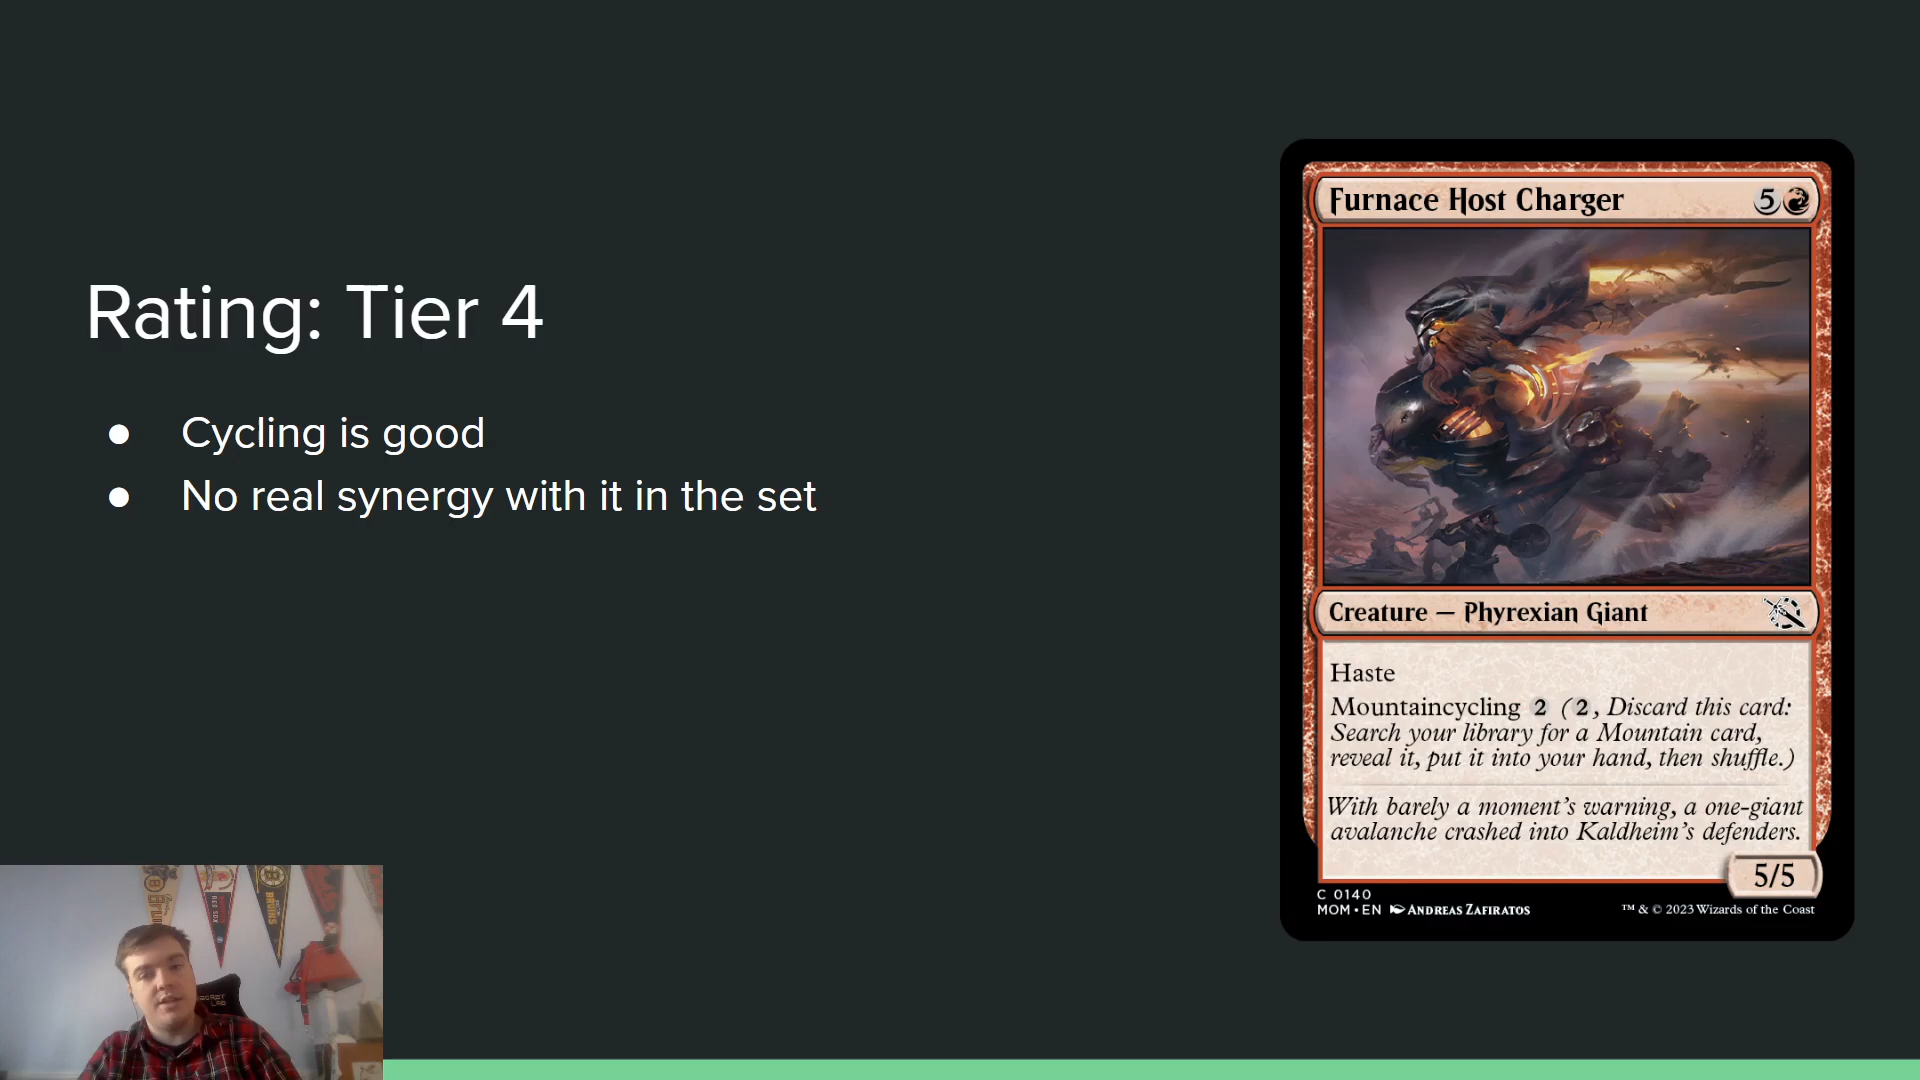 Rating: Tier 4
● Cycling is good
● No real synergy with it in the set
Furnace Host Charger 5
Creature — Phyrexian Giant
Haste
Mountaincycling 2 (2, Discard this card:
Search your library for a Mountain card,
reveal it, put it into your hand, then shuffle.)
With barely a moment's warning, a one-giant
avalanche crashed into Kaldheim's defenders.
5/5
C 0140
MOM • EN ANDREAS ZAFIRATOS
™ & © 2023 Wizards of the Coast
RED SOX
BRUINS